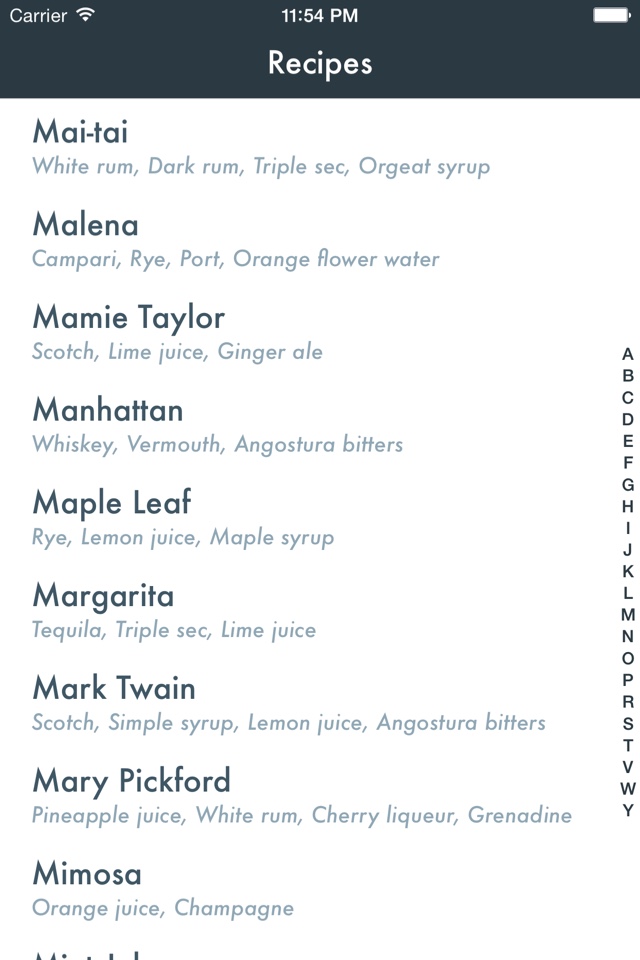 Carrier 11:54 PM
Recipes
Mai-tai
White rum, Dark rum, Triple sec, Orgeat syrup
Malena
Campari, Rye, Port, Orange flower water
Mamie Taylor
Scotch, Lime juice, Ginger ale
Manhattan
Whiskey, Vermouth, Angostura bitters
Maple Leaf
Rye, Lemon juice, Maple syrup
Margarita
Tequila, Triple sec, Lime juice
Mark Twain
Scotch, Simple syrup, Lemon juice, Angostura bitters
Mary Pickford
Pineapple juice, White rum, Cherry liqueur, Grenadine
Mimosa
Orange juice, Champagne
A
B
C
D
E
F
G
H
I
J
K
L
M
N
O
P
R
S
T
V
W
Y